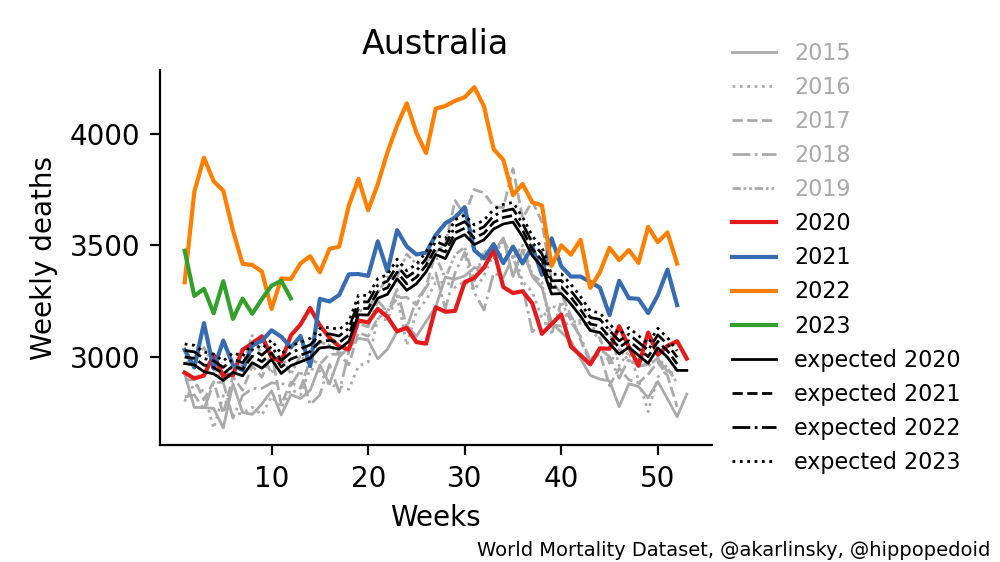 Australia
Weekly deaths
4000
3500
3000
10 20 30 40 50
Weeks
2015
2016
2017
2018
2019
2020
2021
2022
2023
expected 2020
expected 2021
expected 2022
expected 2023
World Mortality Dataset, @akarlinsky, @hippopedoid